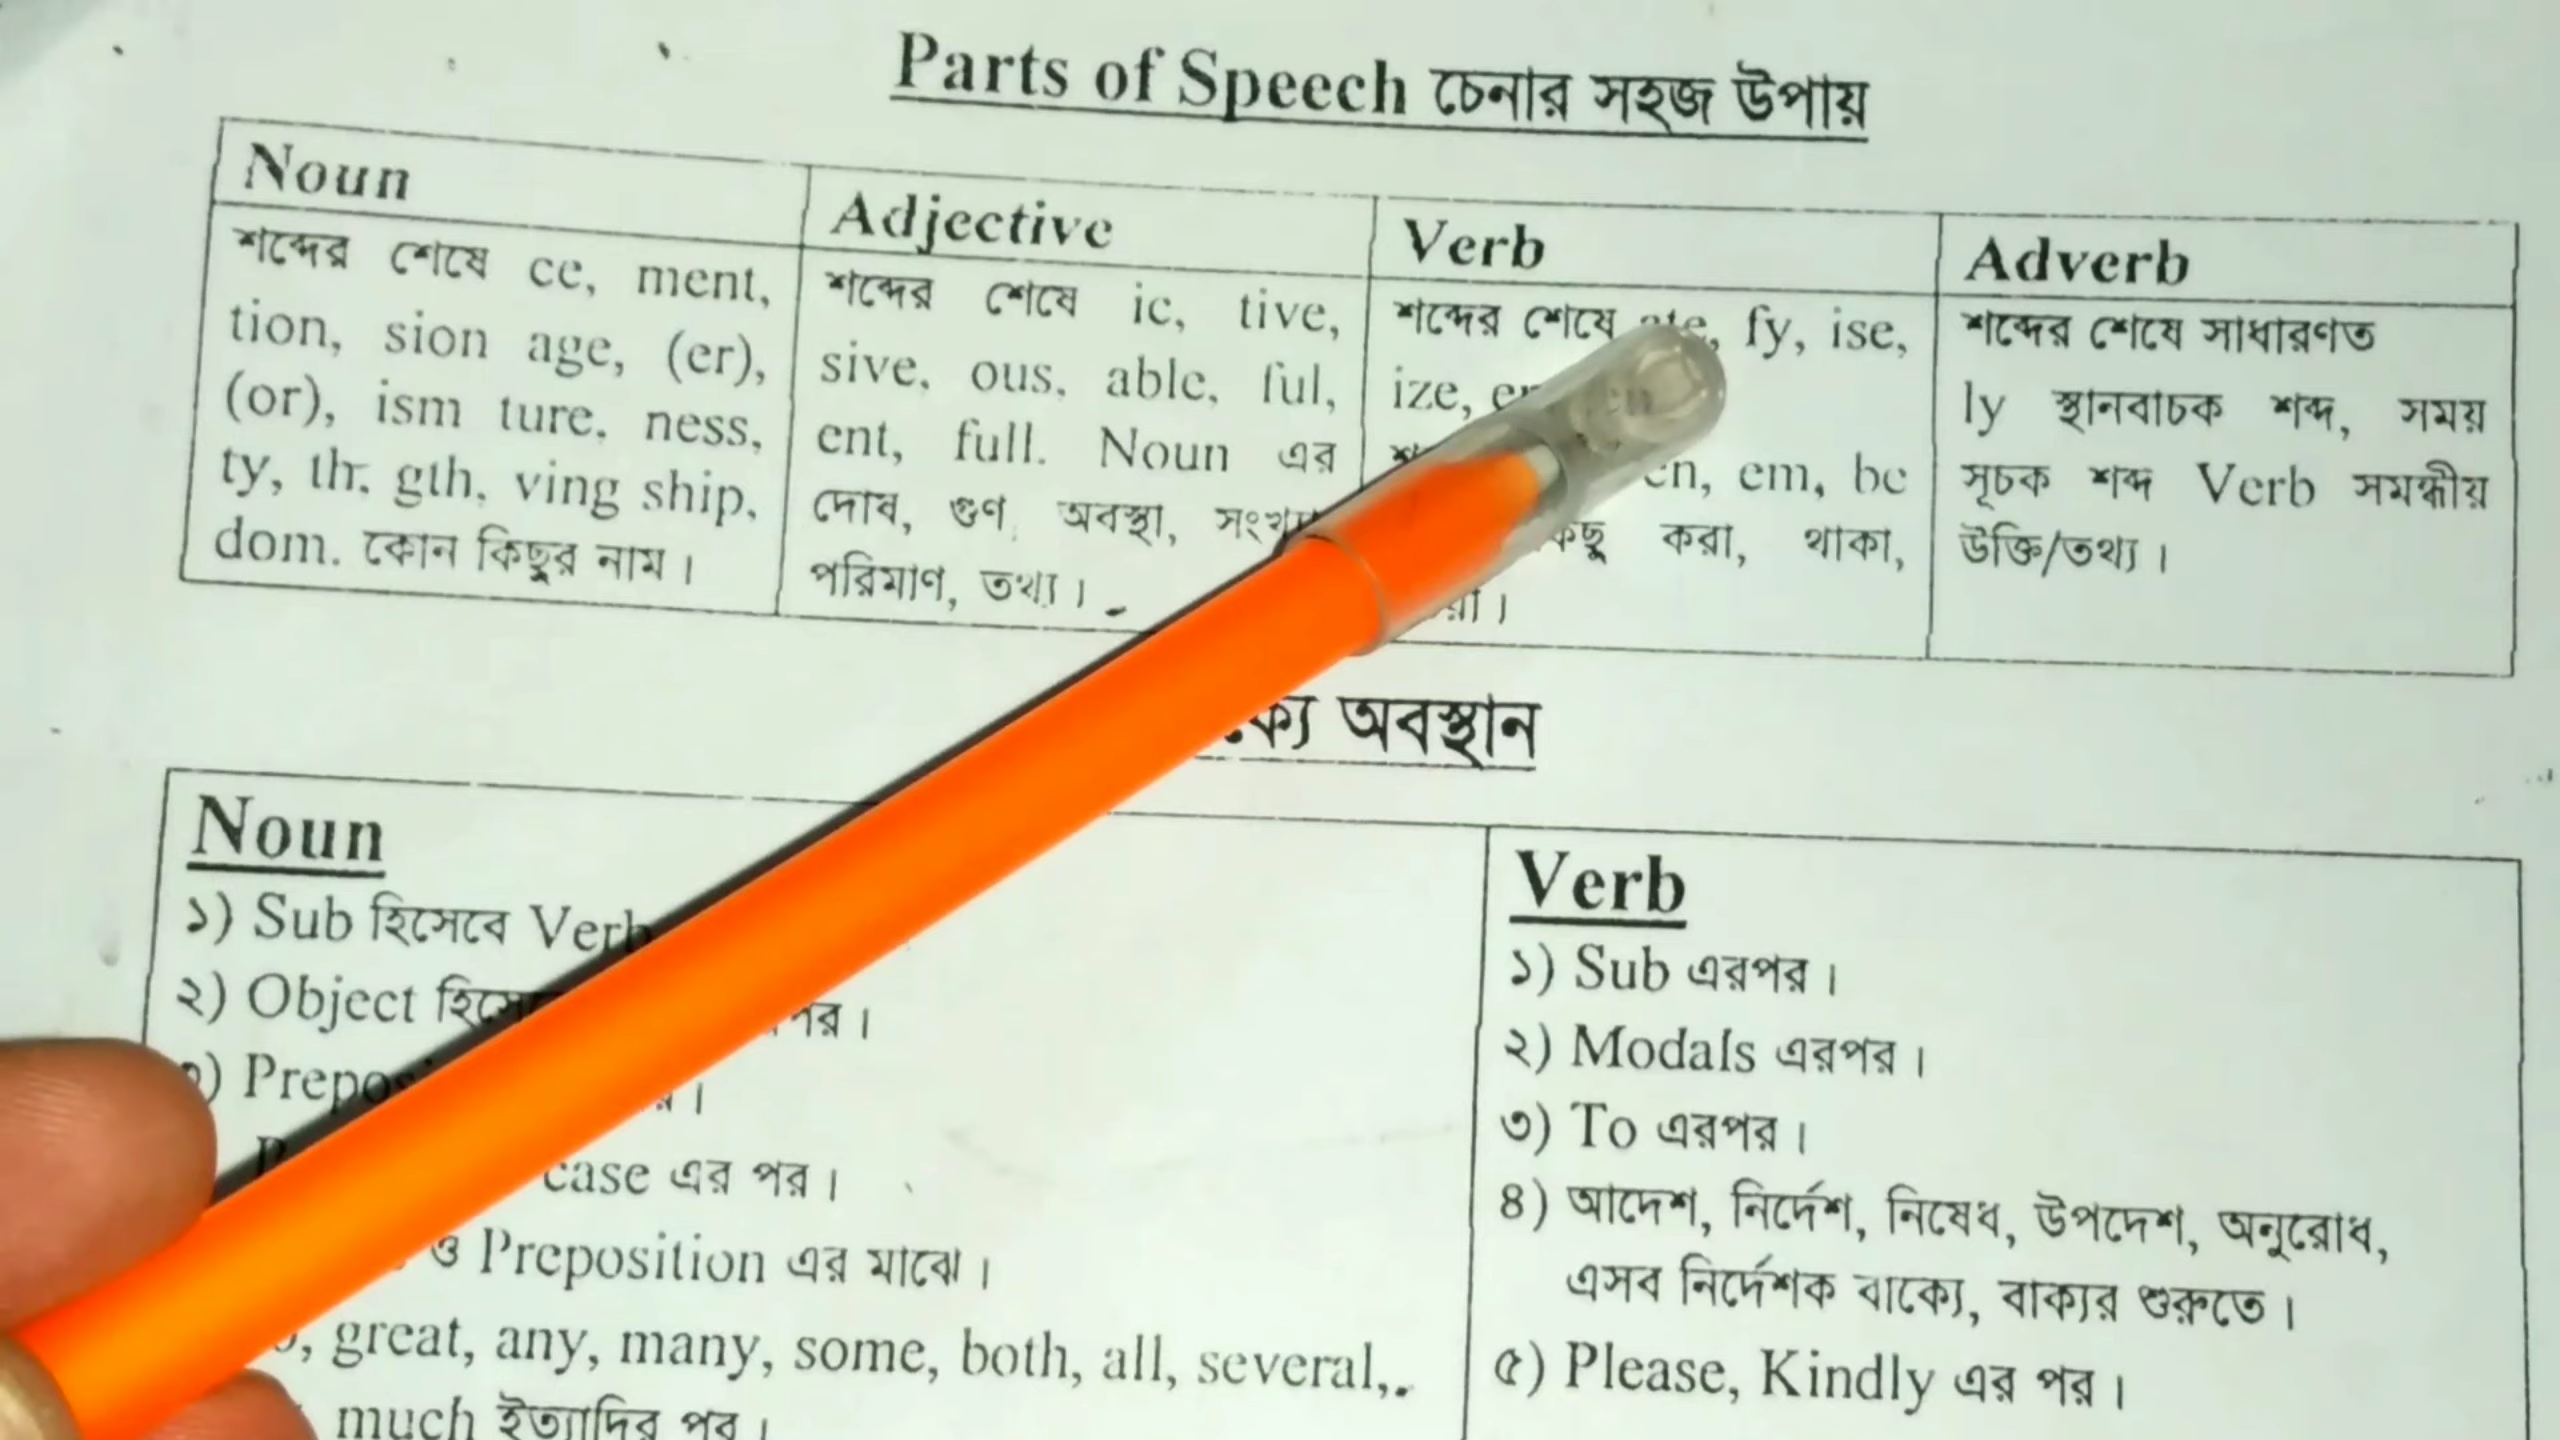 Parts of Speech চেনার সহজ উপায়
Noun
শব্দের শেষে ce, ment,
tion, sion age, (er),
(or), ism ture, ness,
ty, th, gth, ving ship,
dom. কোন কিছুর নাম।
Adjective
শব্দের শেষে ic, tive,
sive, ous, able, ful,
ent, full. Noun এর
দোষ, গুণ, অবস্থা, সংখ্যা
পরিমাণ, তথ্য।
Verb
শব্দের শেষে ate, fy, ise,
ize,
en, em, be
করা, থাকা,
Adverb
শব্দের শেষে সাধারণত
ly স্থানবাচক শব্দ, সময়
সূচক শব্দ Verb সমন্ধীয়
উক্তি/তথ্য।
অবস্থান
Noun
১) Sub হিসেবে Verb
২) Object হিসেবে
case এর পর।
ও Preposition এর মাঝে।
great, any, many, some, both, all, several,
much ইত্যাদির পর।
Verb
১) Sub এরপর।
২) Modals এরপর।
৩) To এরপর।
৪) আদেশ, নির্দেশ, নিষেধ, উপদেশ, অনুরোধ,
এসব নির্দেশক বাক্যে, বাক্যর শুরুতে।
৫) Please, Kindly এর পর।